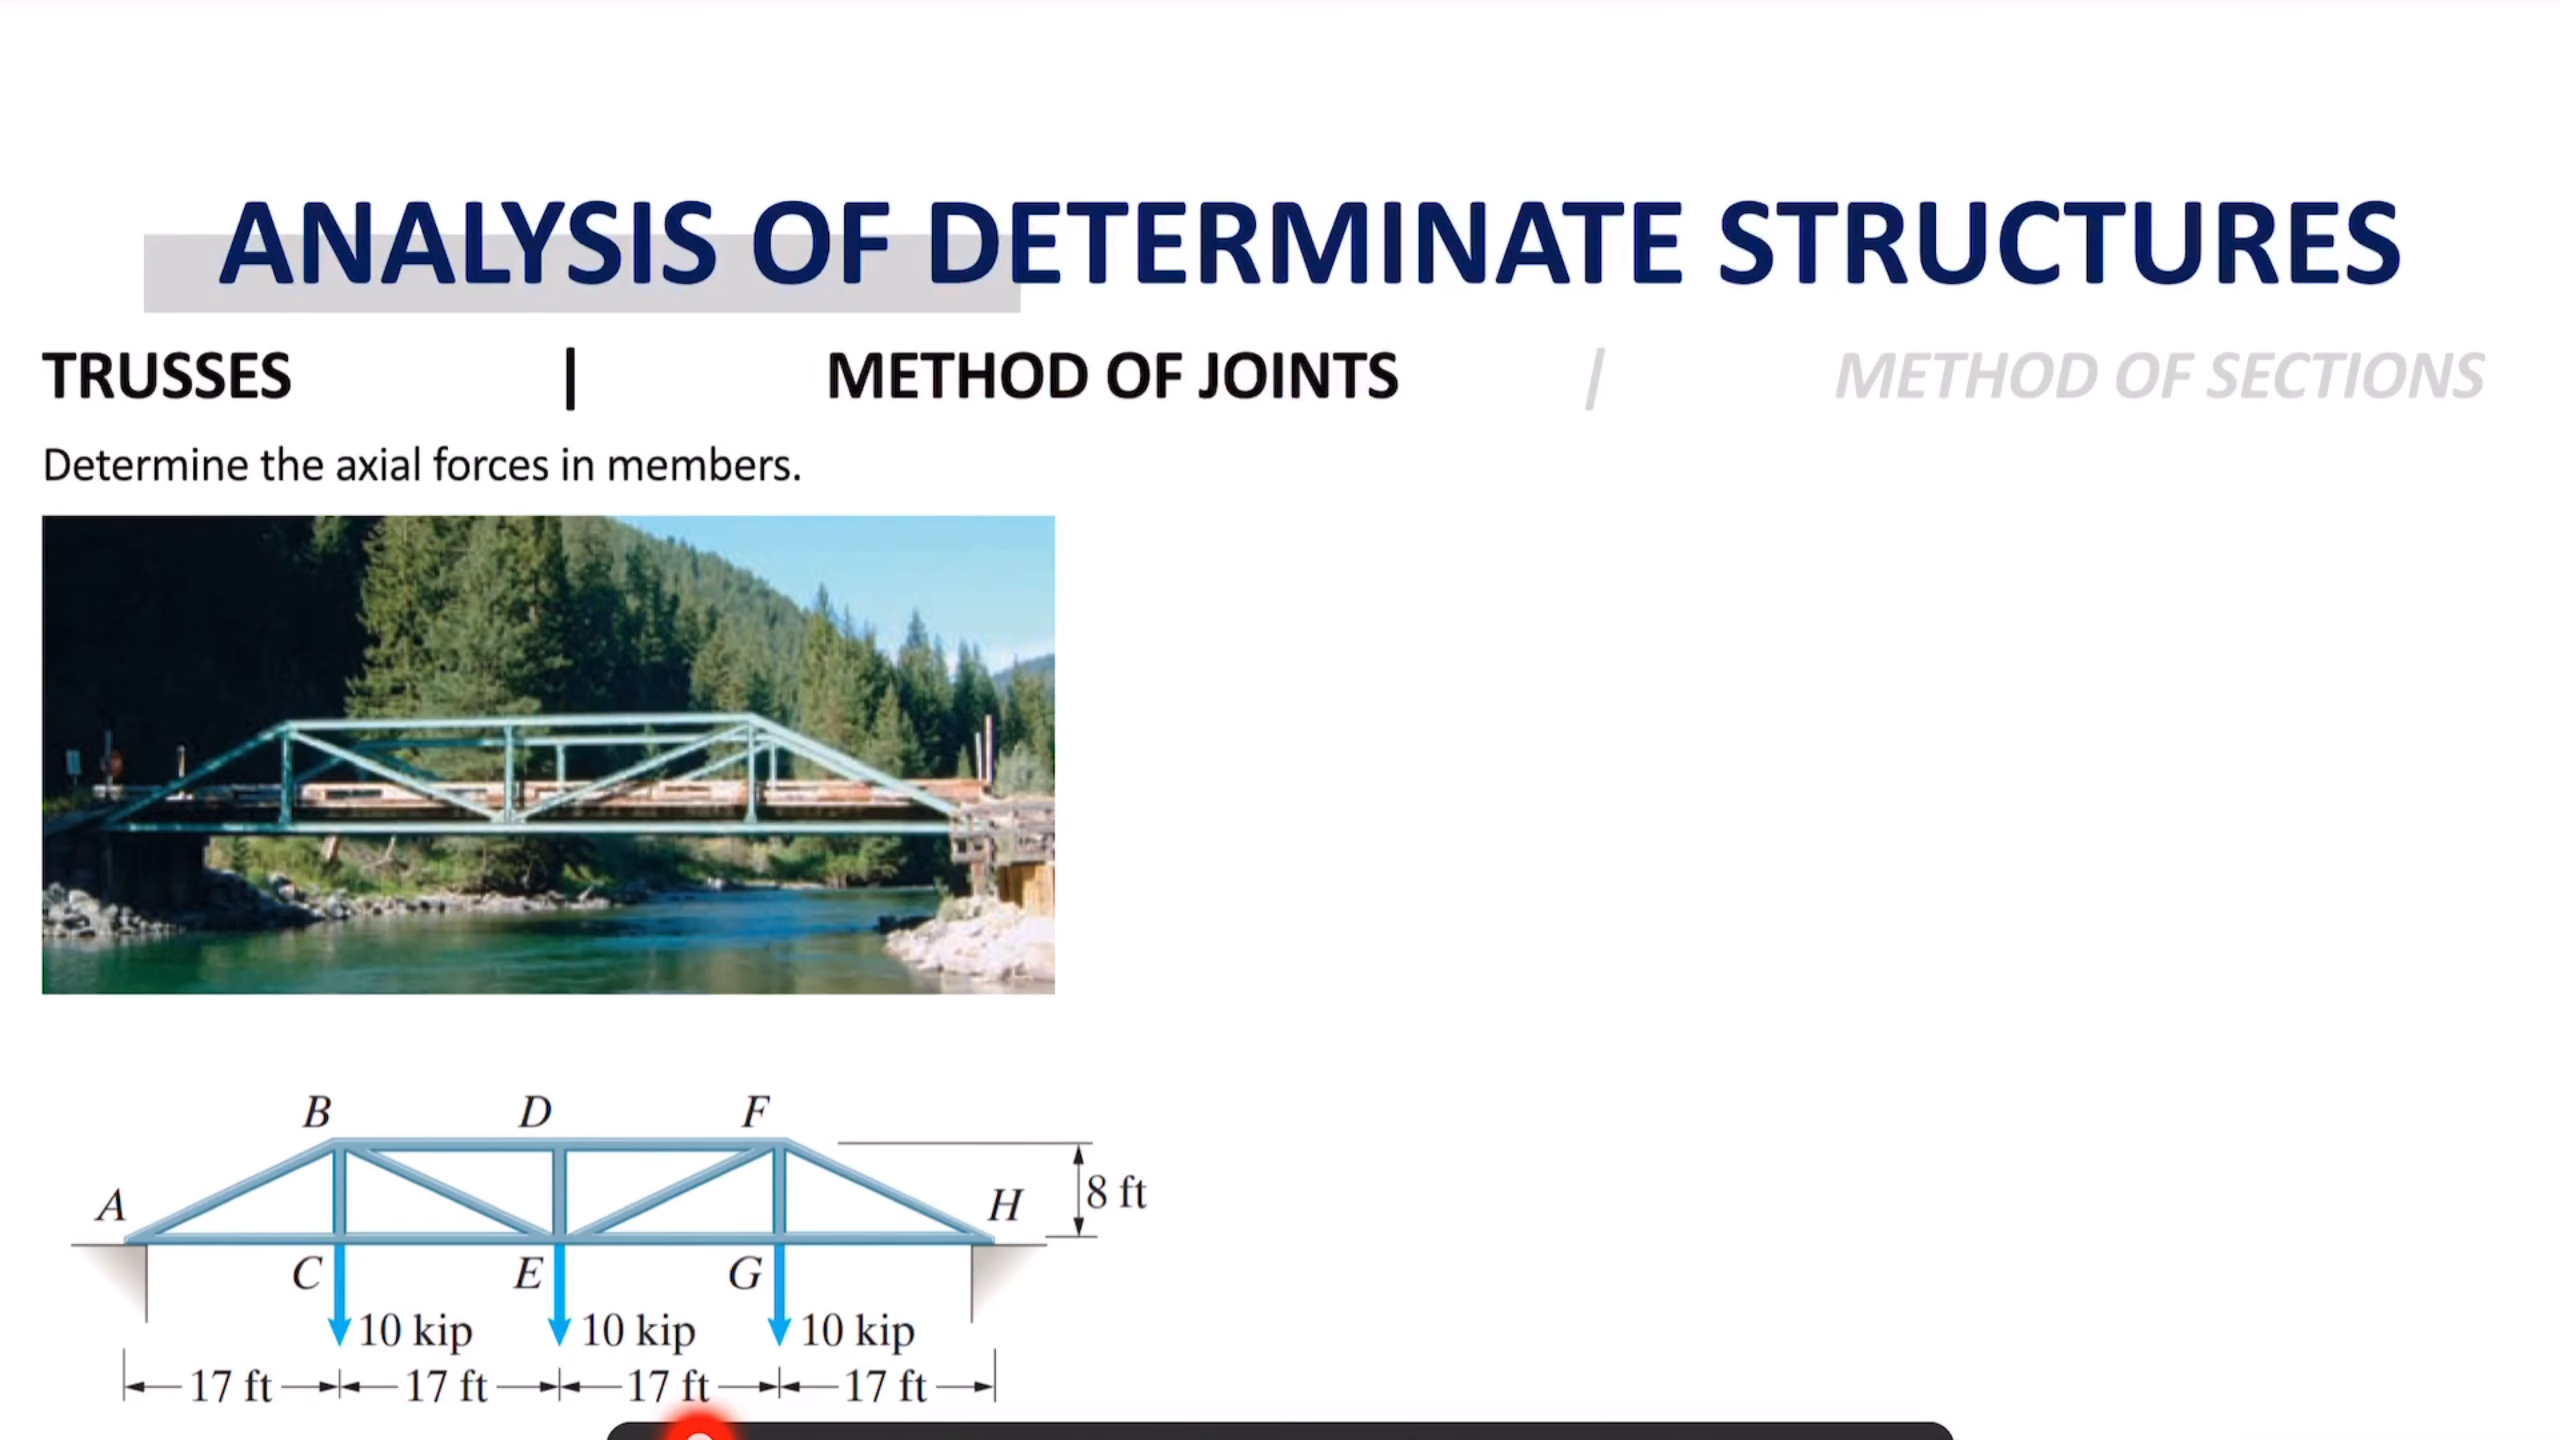 ANALYSIS OF DETERMINATE STRUCTURES
TRUSSES | METHOD OF JOINTS | METHOD OF SECTIONS
Determine the axial forces in members.
B D F
A H 8 ft
C E G
10 kip 10 kip 10 kip
17 ft 17 ft 17 ft 17 ft